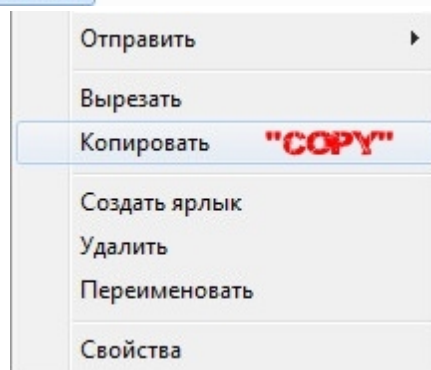 Отправить
Вырезать
Копировать "COPY"
Создать ярлык
Удалить
Переименовать
Свойства